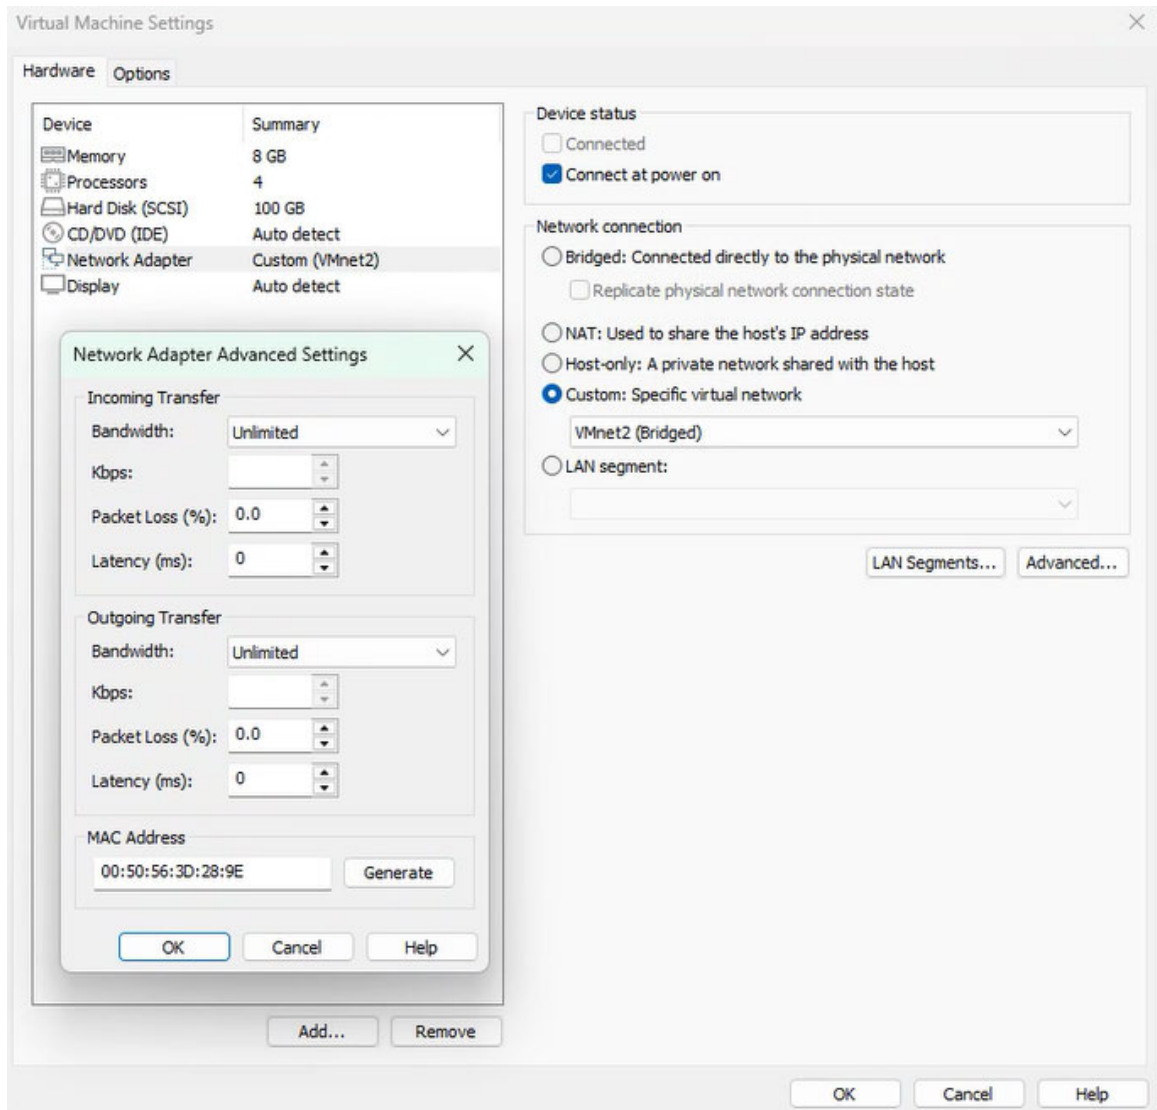 Virtual Machine Settings
Hardware Options
Device Summary
Memory 8 GB
Processors 4
Hard Disk (SCSI) 100 GB
CD/DVD (IDE) Auto detect
Network Adapter Custom (VMnet2)
Display Auto detect
Network Adapter Advanced Settings
Incoming Transfer
Bandwidth: Unlimited
Kbps:
Packet Loss (%): 0.0
Latency (ms): 0
Outgoing Transfer
Bandwidth: Unlimited
Kbps:
Packet Loss (%): 0.0
Latency (ms): 0
MAC Address
00:50:56:3D:28:9E Generate
OK Cancel Help
Add... Remove
Device status
Connected
Connect at power on
Network connection
Bridged: Connected directly to the physical network
Replicate physical network connection state
NAT: Used to share the host's IP address
Host-only: A private network shared with the host
Custom: Specific virtual network
VMnet2 (Bridged)
LAN segment:
LAN Segments... Advanced...
OK Cancel Help